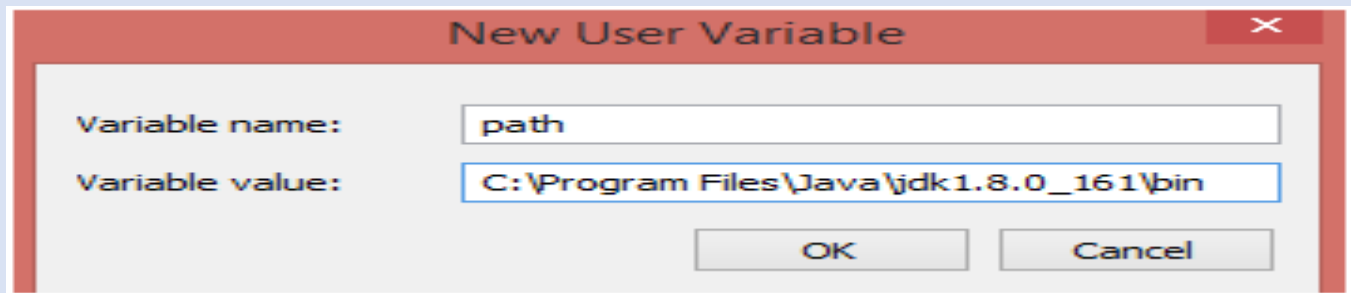 New User Variable
Variable name: path
Variable value: C:\Program Files\Java\jdk1.8.0_161\bin
OK Cancel